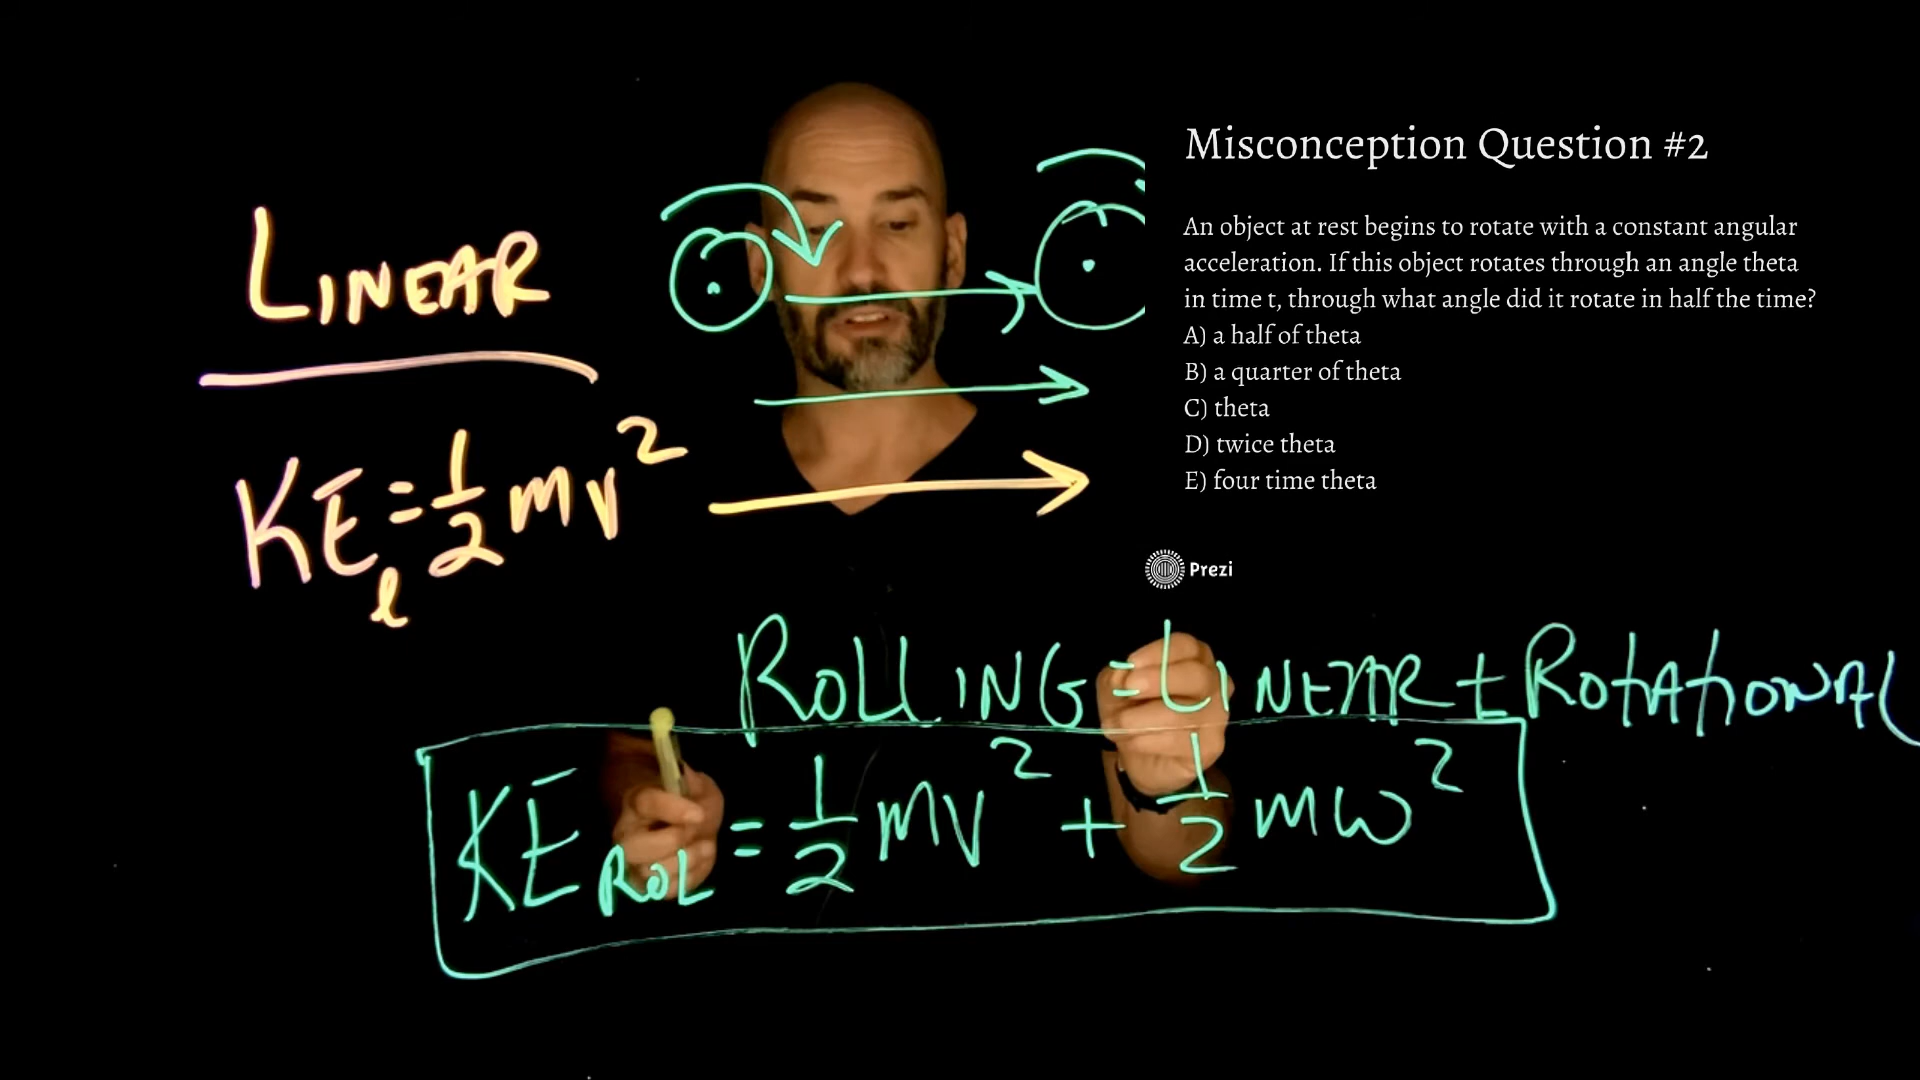 LINEAR
KEl = 1/2 mv²
Misconception Question #2
An object at rest begins to rotate with a constant angular
acceleration. If this object rotates through an angle theta
in time t, through what angle did it rotate in half the time?
A) a half of theta
B) a quarter of theta
C) theta
D) twice theta
E) four time theta
Prezi
ROLLING = LINEAR + ROTATIONAL
KE ROL = 1/2 mv² + 1/2 mω²